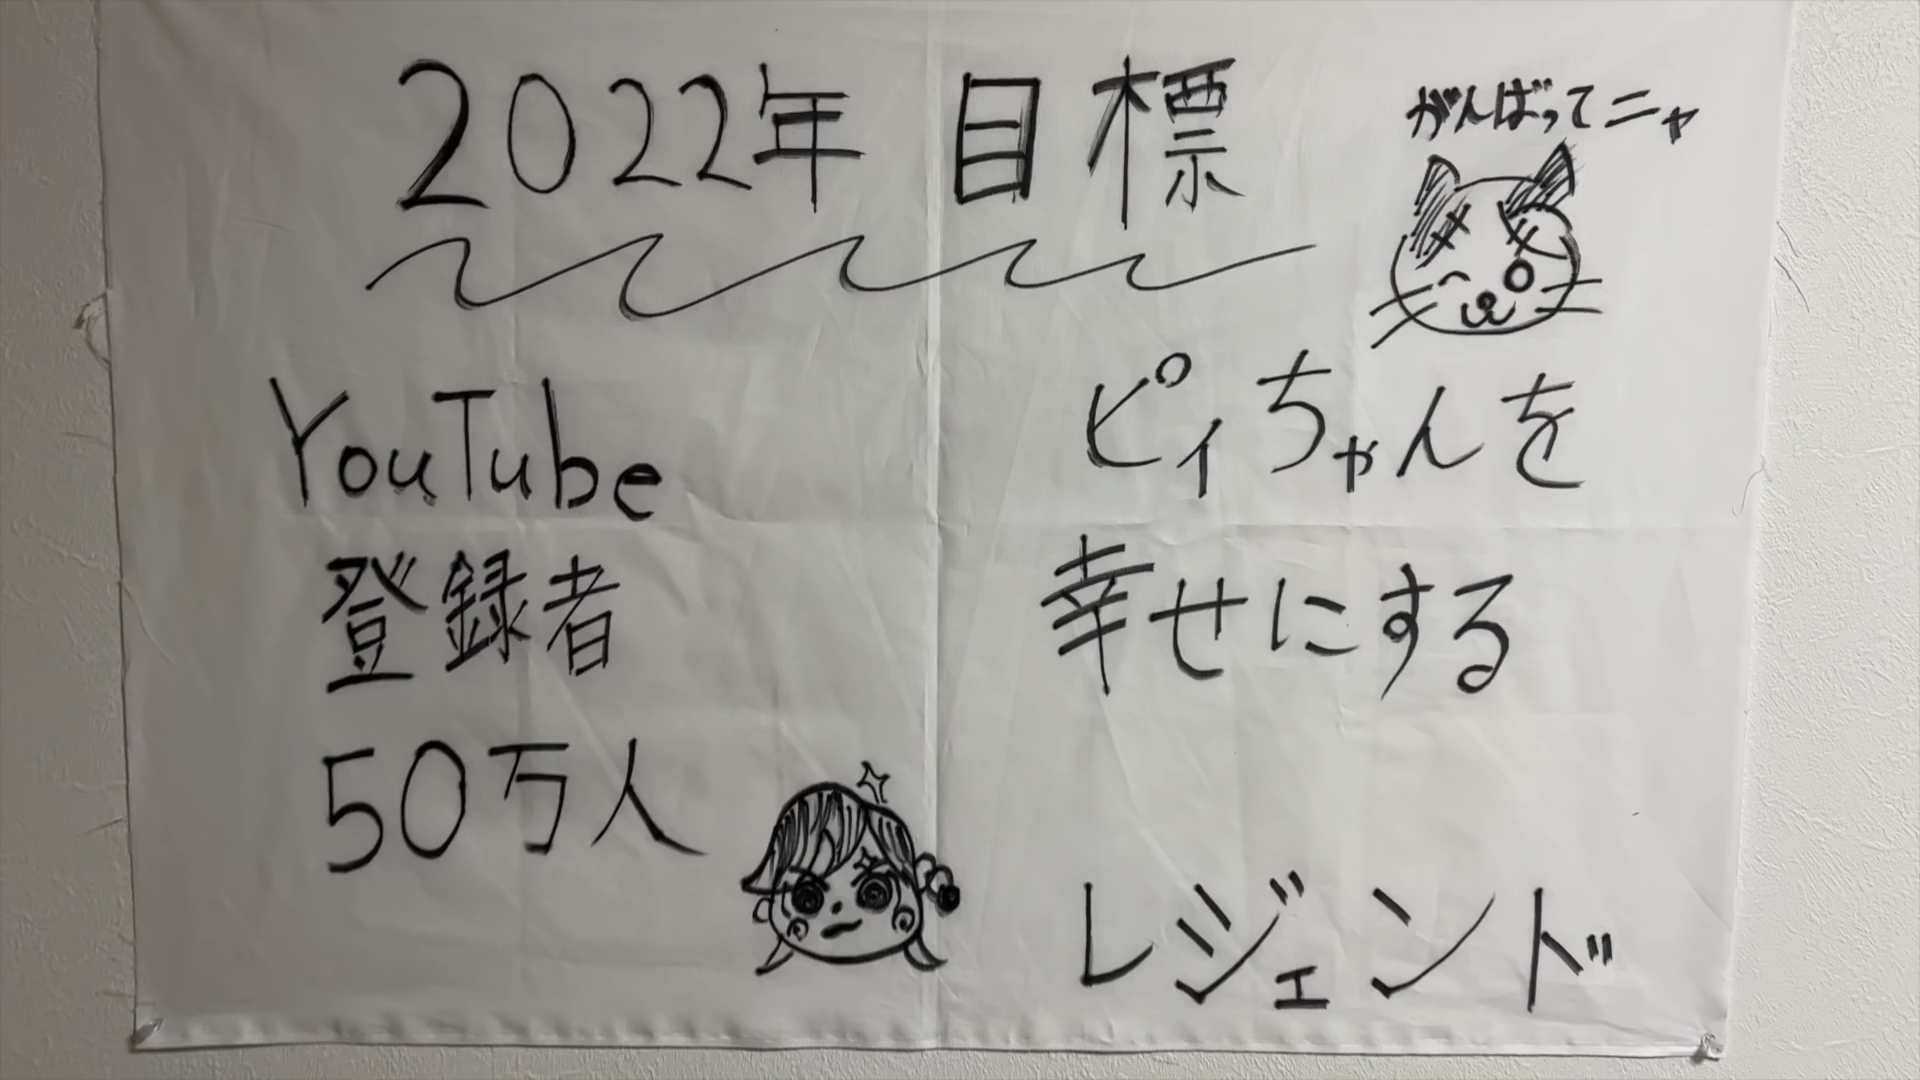 2022年 目標
がんばってニャ
YouTube
登録者
50万人
ピィちゃんを
幸せにする
レジェンド